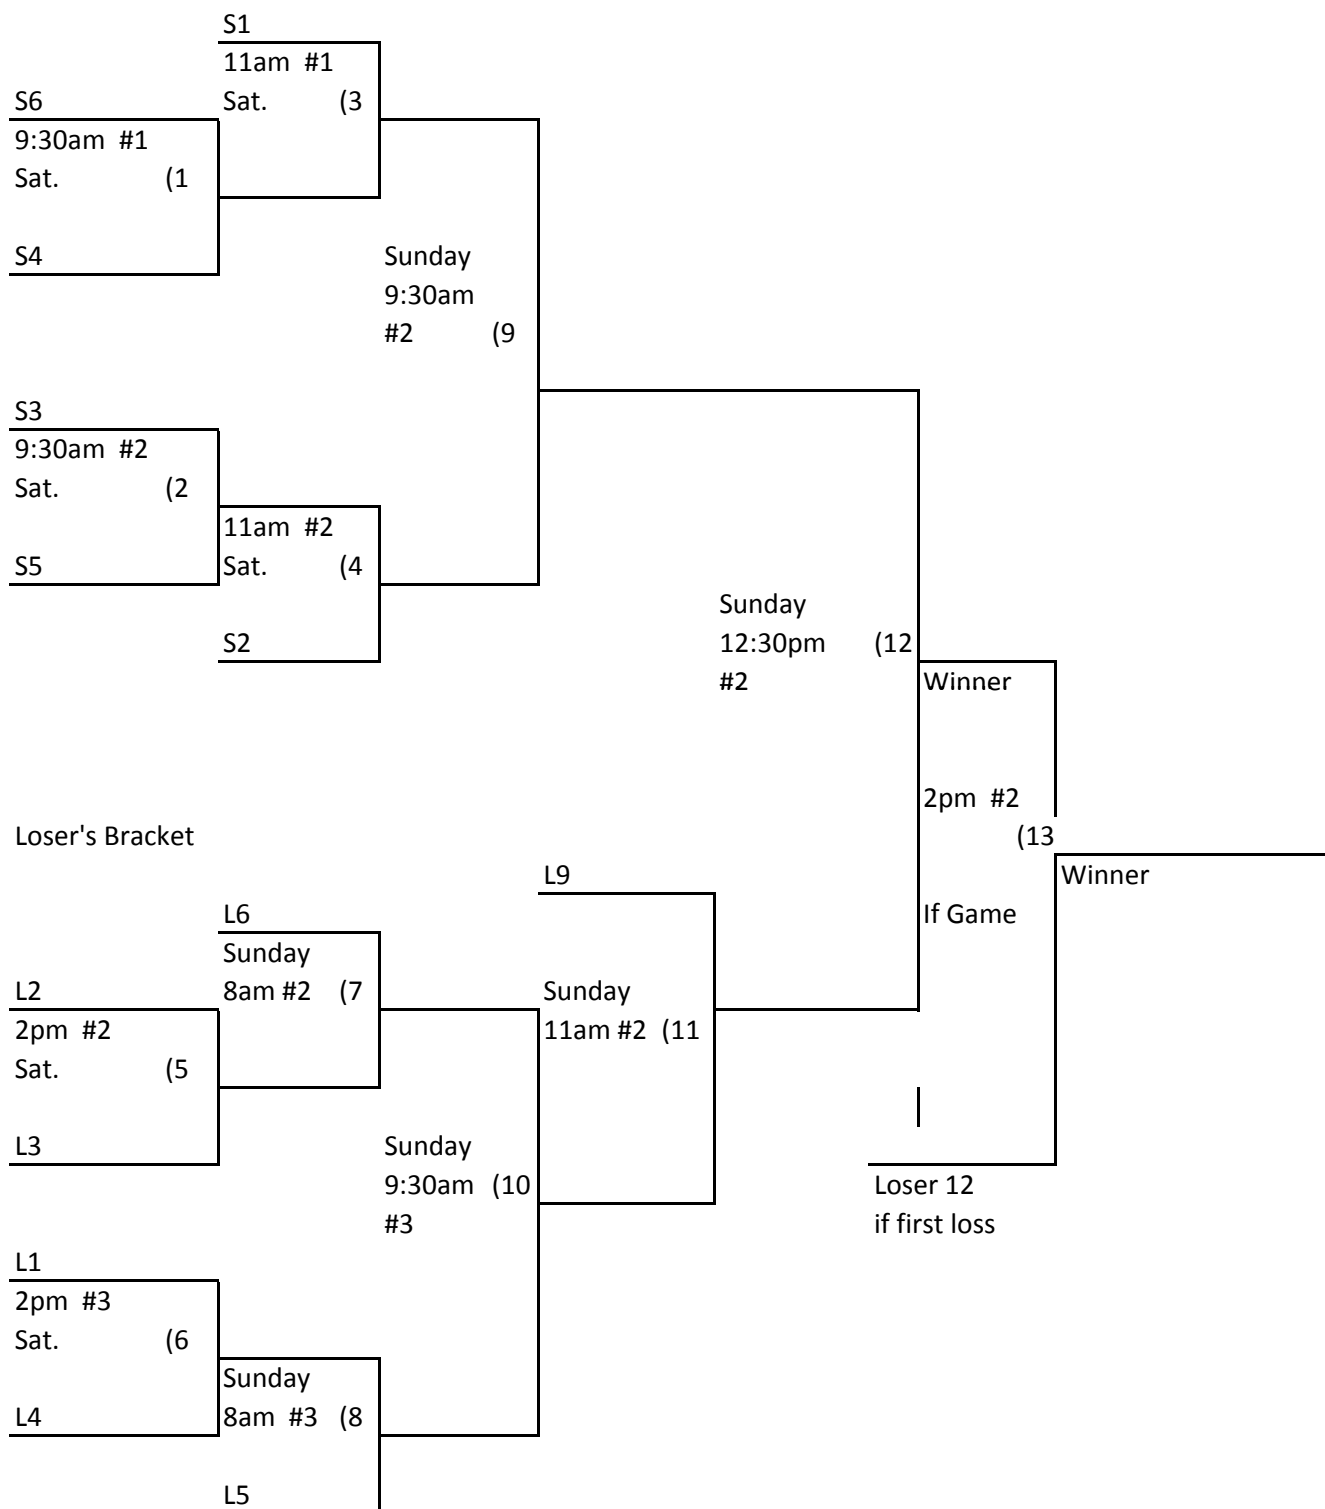 S1
11am  #1
S6
Sat. (3
9:30am  #1
Sat. (1
S4
Sunday
9:30am
#2 (9
S3
9:30am  #2
Sat. (2
11am  #2
S5
Sat. (4
Sunday
S2
12:30pm (12
#2
Winner
2pm  #2
Loser's Bracket
(13
L9
Winner
L6
If Game
Sunday
L2
8am #2 (7
Sunday
2pm  #2
11am #2 (11
Sat. (5
L3
Sunday
9:30am (10
Loser 12
#3
if first loss
L1
2pm  #3
Sat. (6
Sunday
L4
8am  #3 (8
L5